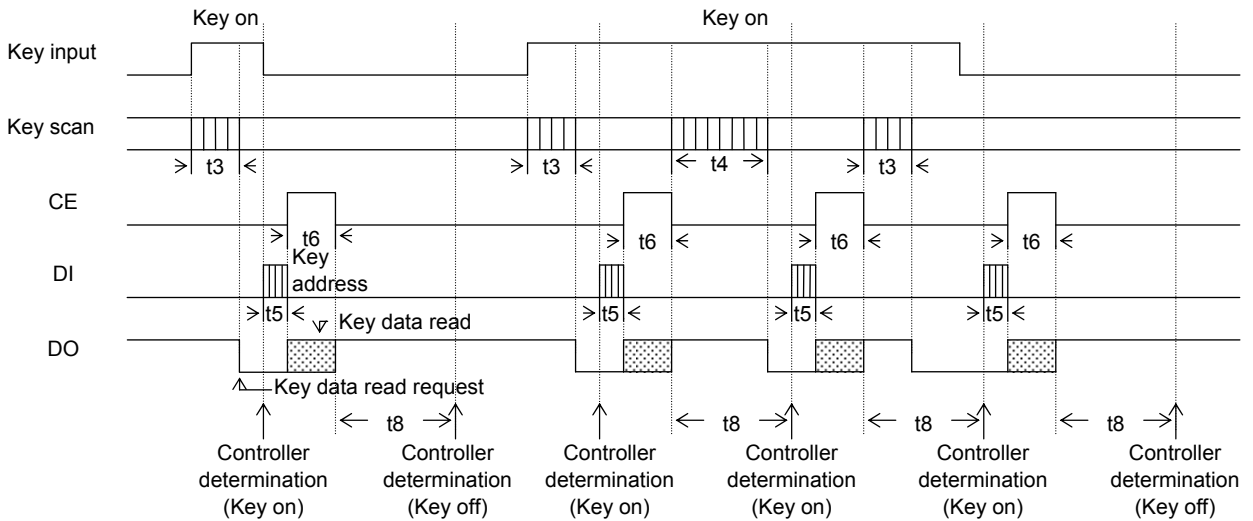 Key on
Key on
Key input
Key scan
t3
t3
t4
t3
CE
t6
t6
t6
t6
DI
Key
address
t5
t5
t5
t5
Key data read
DO
Key data read request
t8
t8
t8
t8
Controller
determination
(Key on)
Controller
determination
(Key off)
Controller
determination
(Key on)
Controller
determination
(Key on)
Controller
determination
(Key on)
Controller
determination
(Key off)